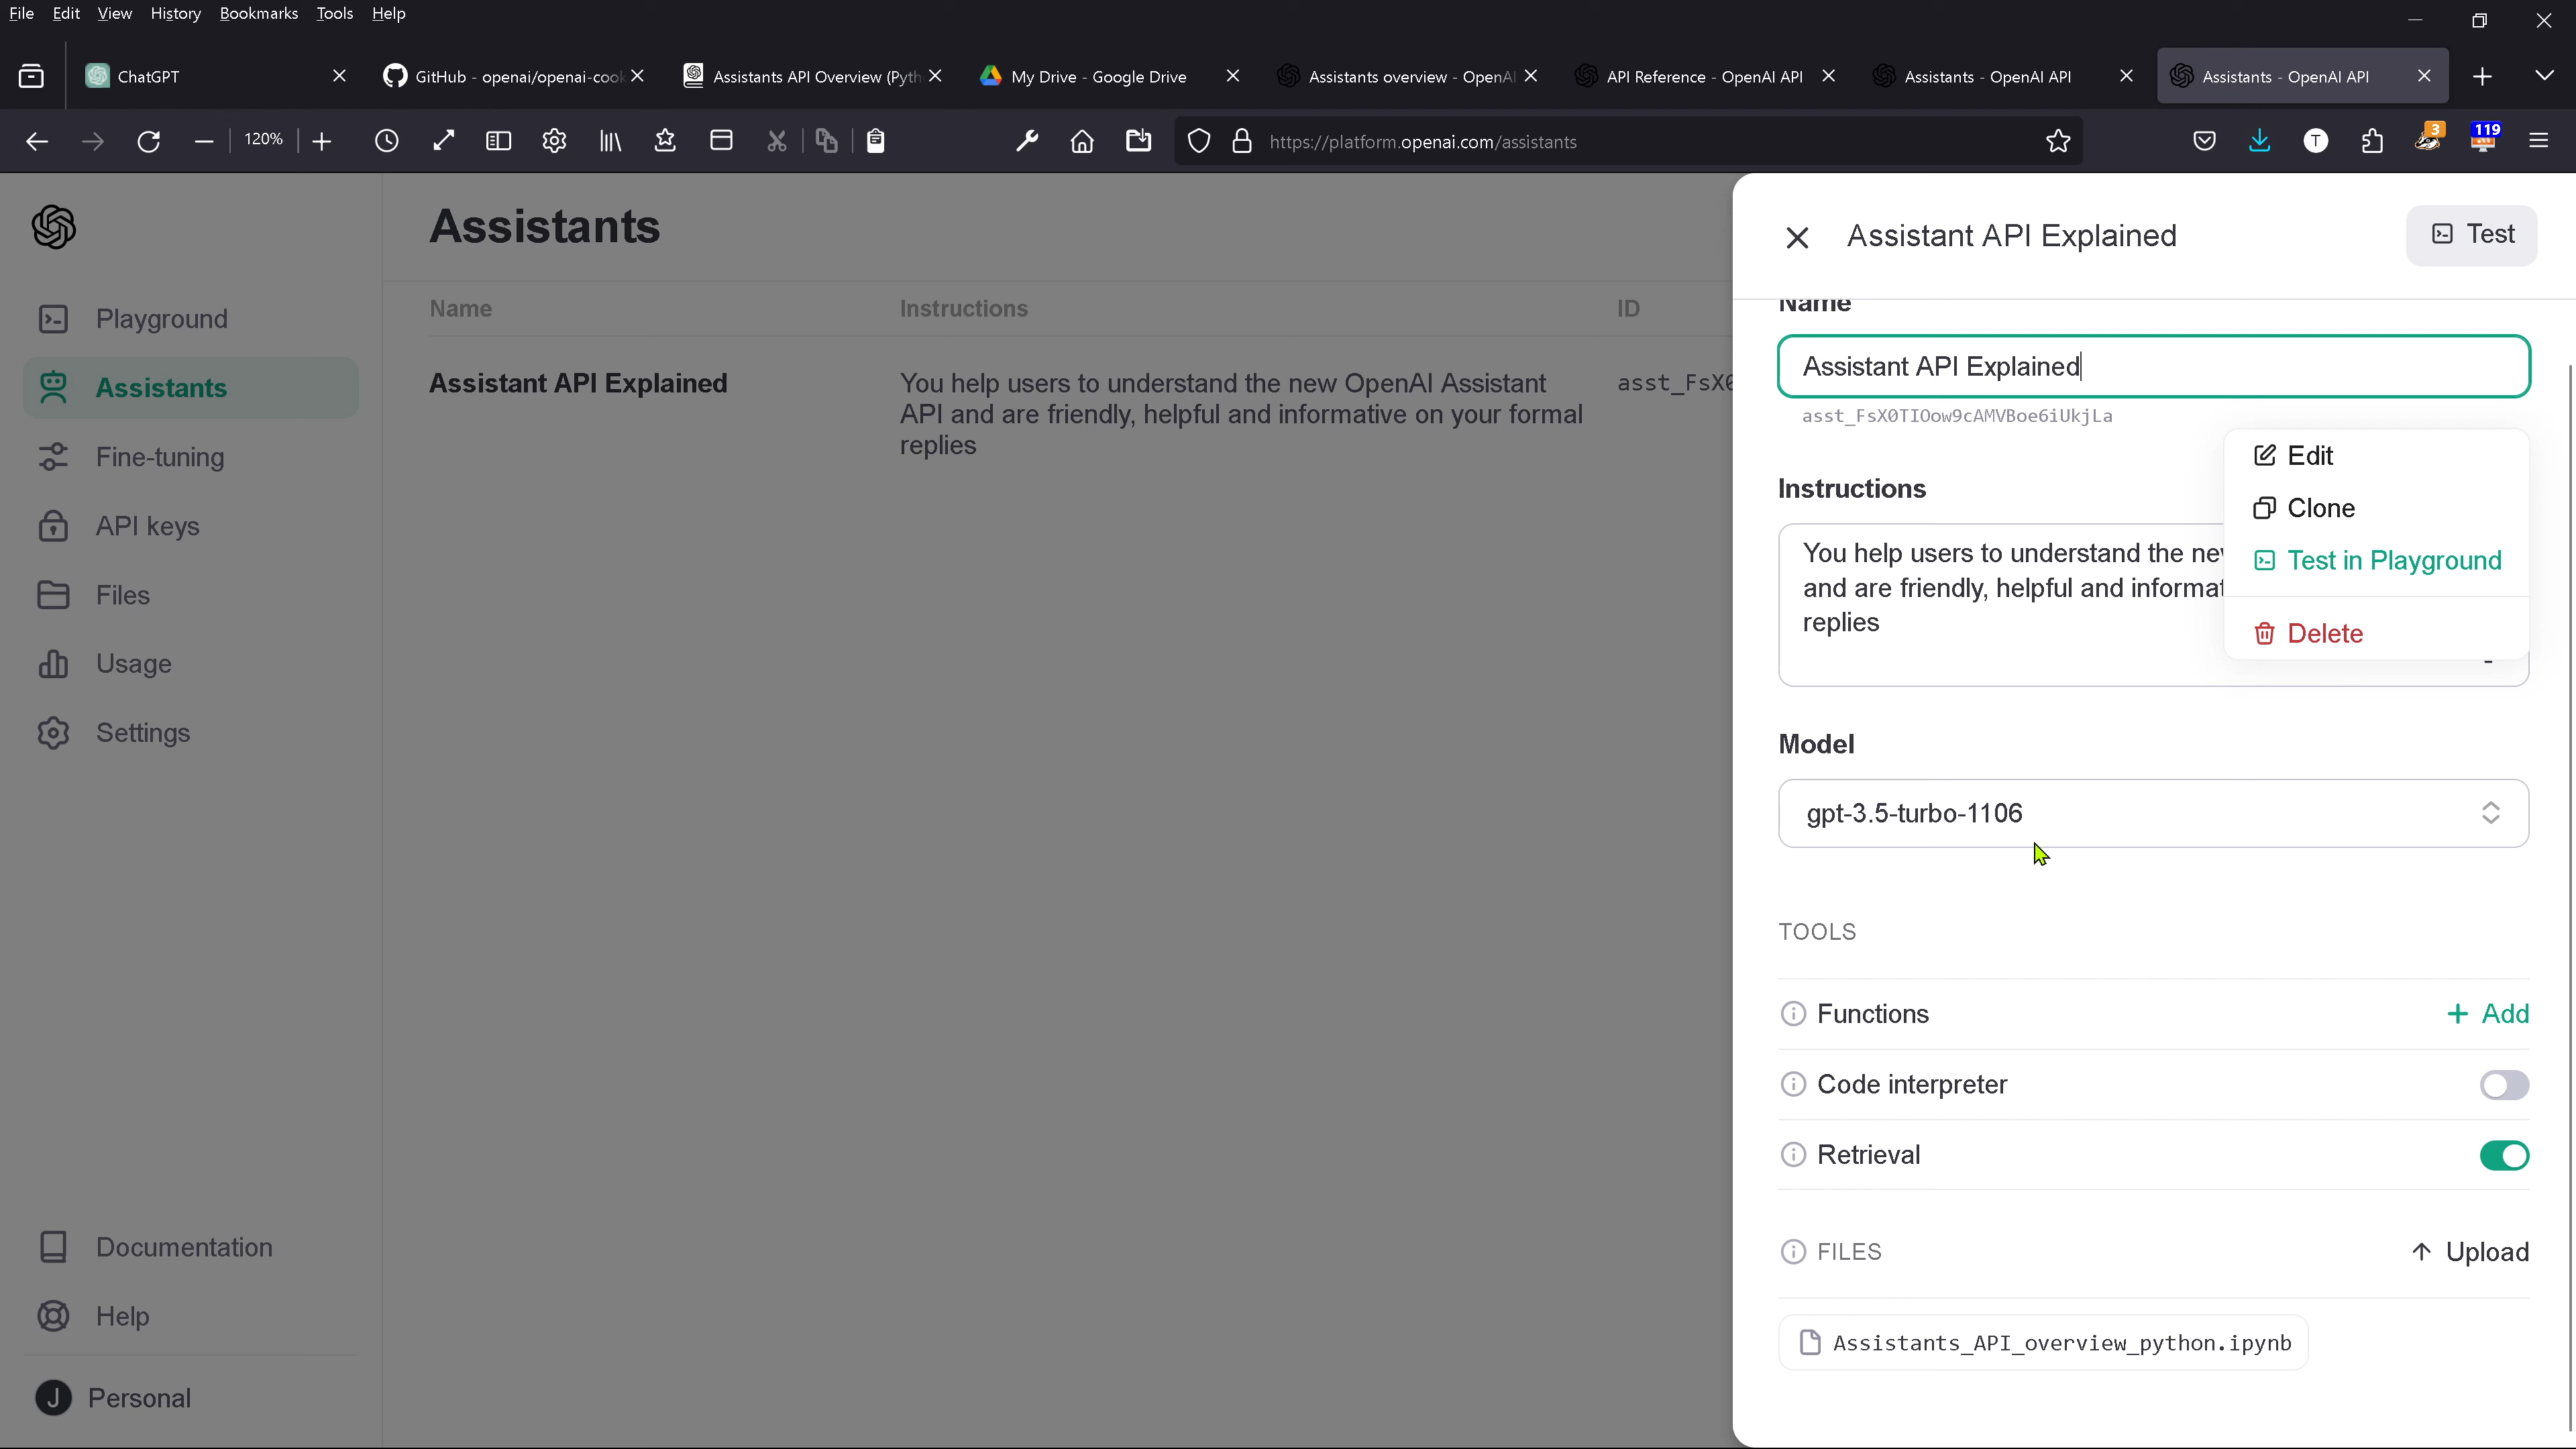 File Edit View History Bookmarks Tools Help
ChatGPT
GitHub - openai/openai-cook
Assistants API Overview (Pyth
My Drive - Google Drive
Assistants overview - OpenAI
API Reference - OpenAI API
Assistants - OpenAI API
Assistants - OpenAI API
120%
https://platform.openai.com/assistants
T
3
119
Playground
Assistants
Fine-tuning
API keys
Files
Usage
Settings
Documentation
Help
J Personal
Assistants
Name Instructions ID
Assistant API Explained
You help users to understand the new OpenAI Assistant
API and are friendly, helpful and informative on your formal
replies
asst_FsX0
Assistant API Explained
Test
Name
Assistant API Explained
asst_FsX0TIOow9cAMVBoe6iUkjLa
Instructions
You help users to understand the new
and are friendly, helpful and informat
replies
Edit
Clone
Test in Playground
Delete
Model
gpt-3.5-turbo-1106
TOOLS
Functions + Add
Code interpreter
Retrieval
FILES Upload
Assistants_API_overview_python.ipynb